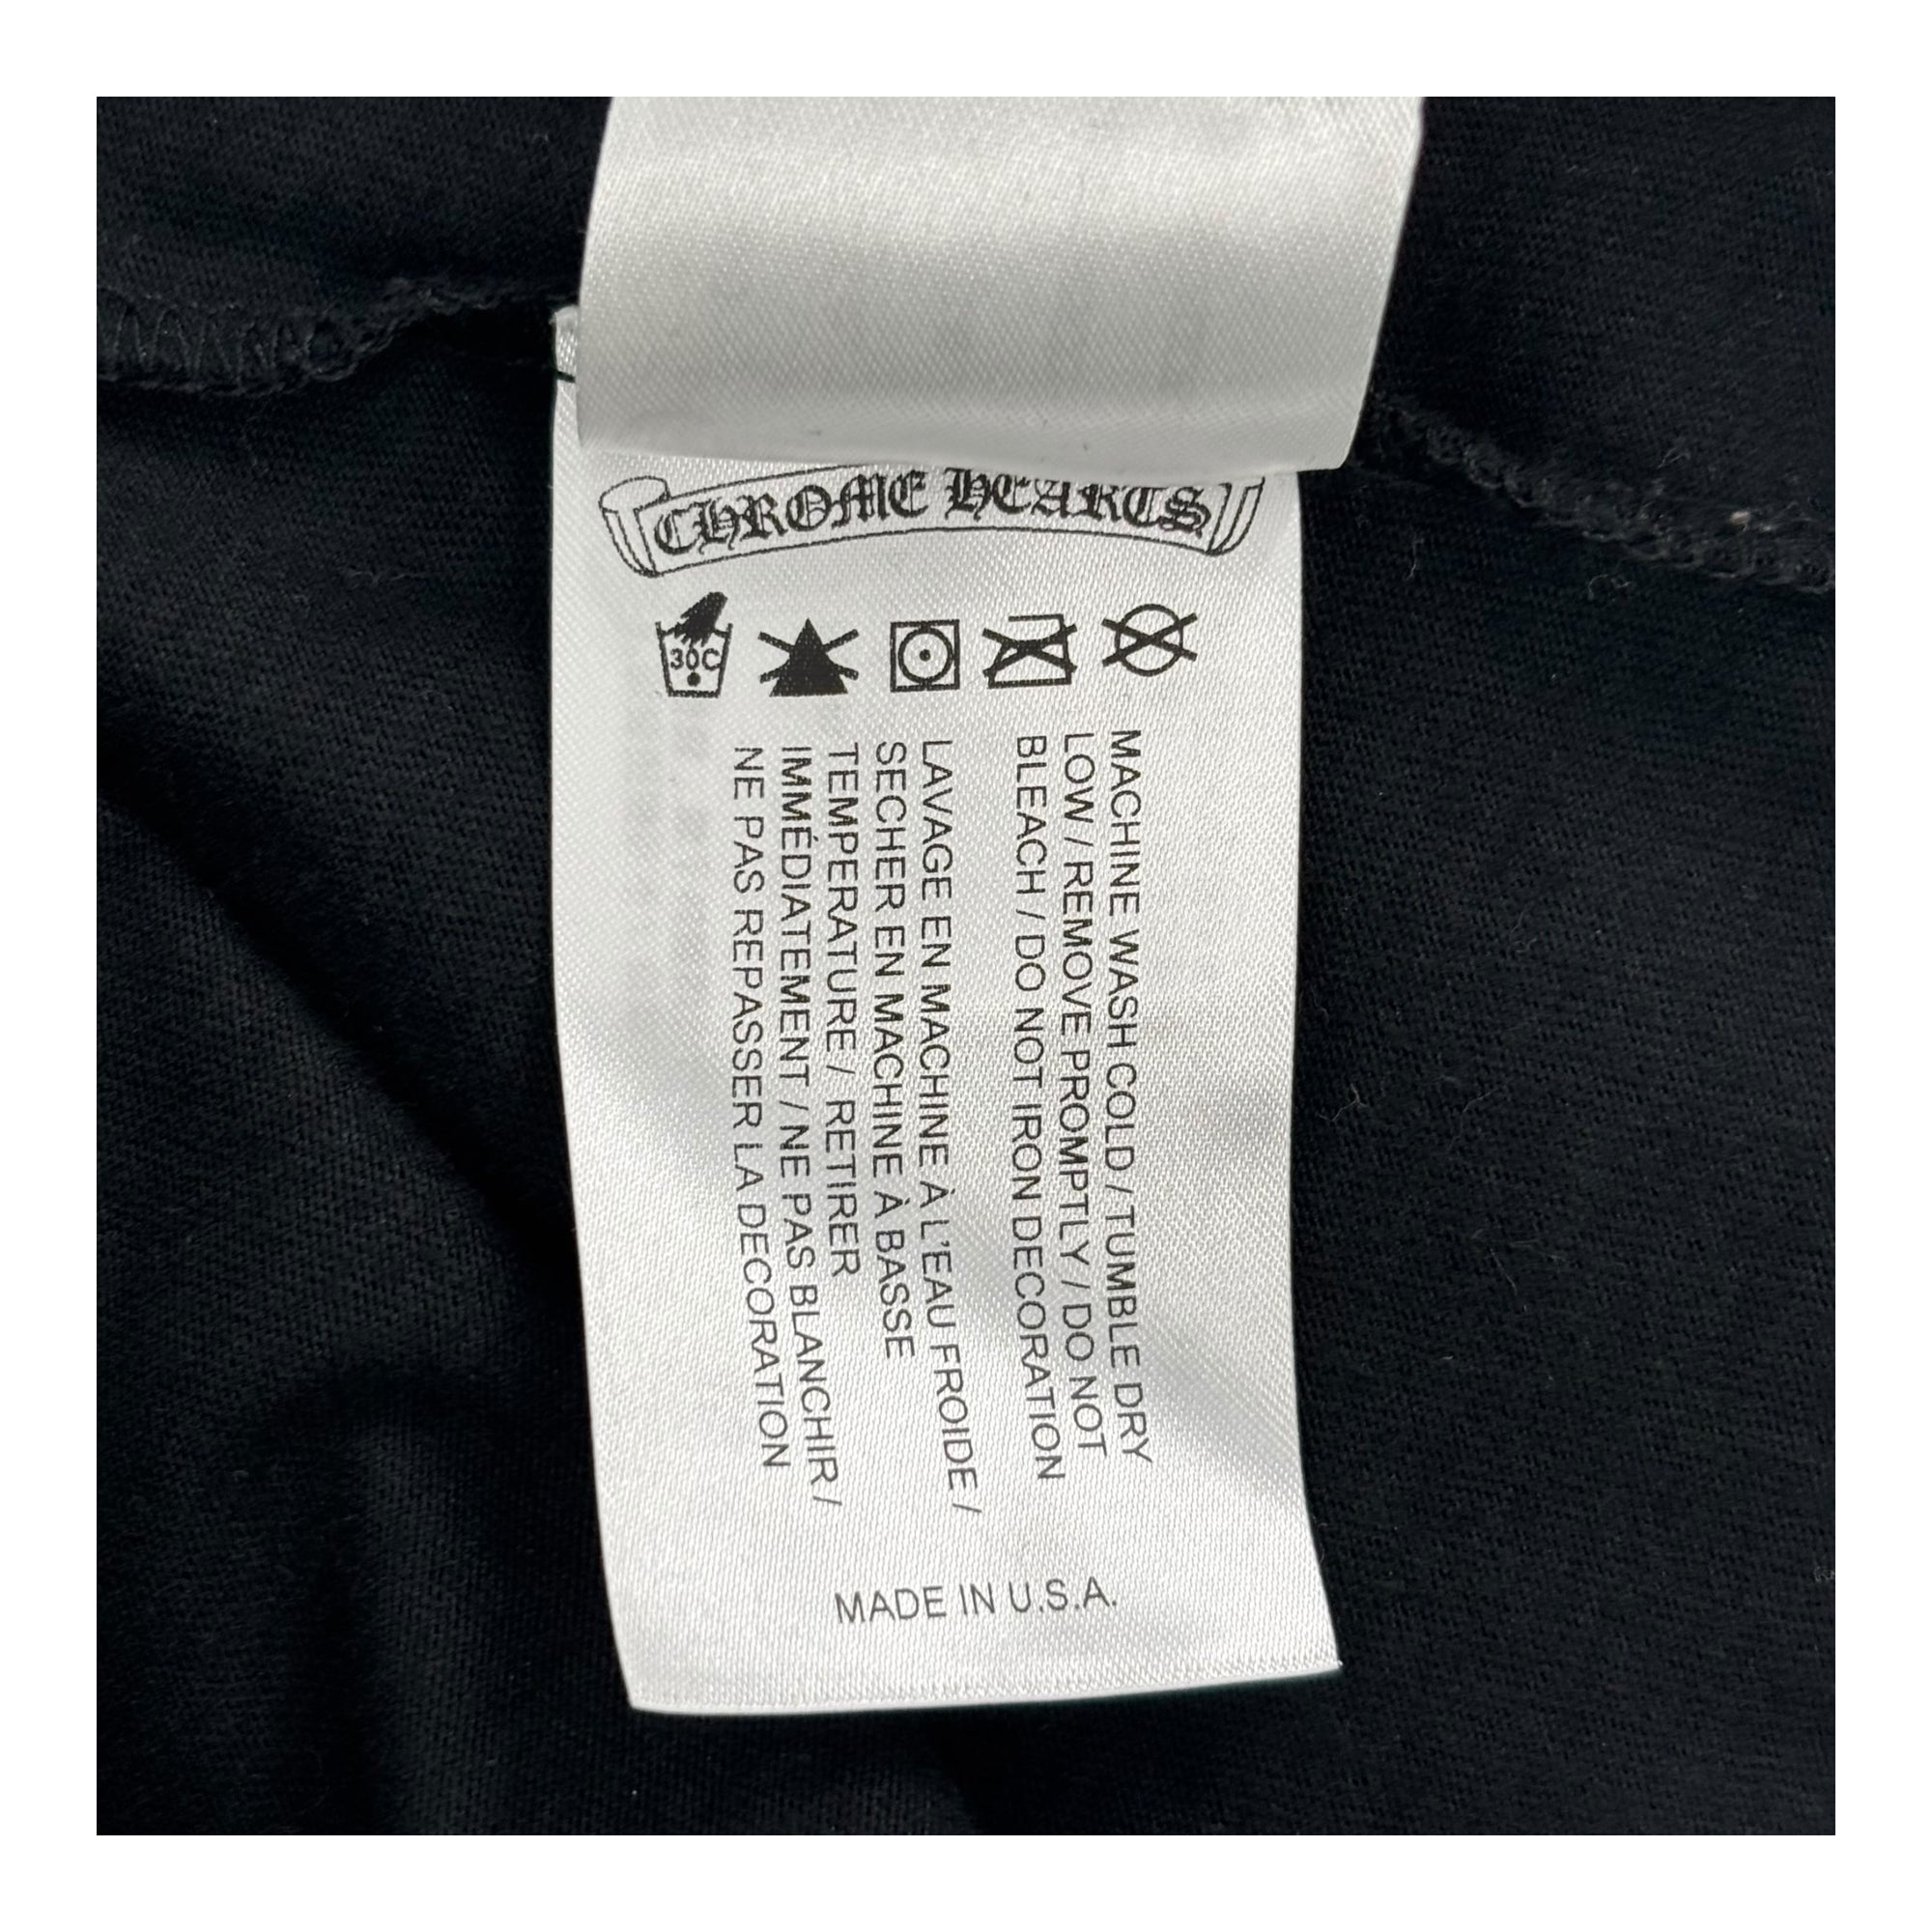 CHROME HEARTS
30C
MACHINE WASH COLD / TUMBLE DRY
LOW / REMOVE PROMPTLY / DO NOT
BLEACH / DO NOT IRON DECORATION
LAVAGE EN MACHINE À L'EAU FROIDE /
SECHER EN MACHINE À BASSE
TEMPERATURE / RETIRER
IMMÉDIATEMENT / NE PAS BLANCHIR /
NE PAS REPASSER LA DECORATION
MADE IN U.S.A.